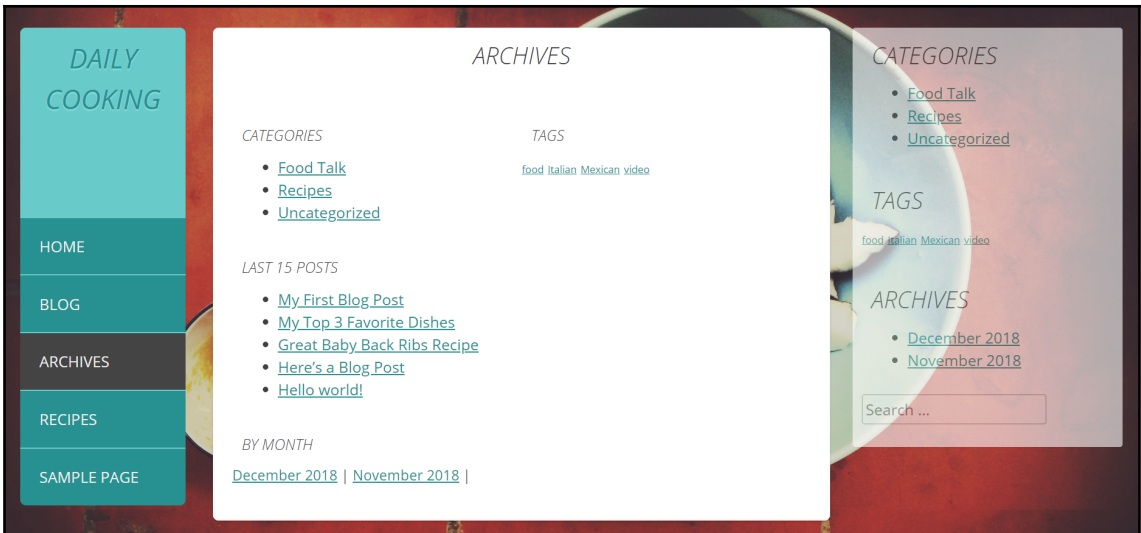 DAILY
COOKING
HOME
BLOG
ARCHIVES
RECIPES
SAMPLE PAGE
ARCHIVES
CATEGORIES
Food Talk
Recipes
Uncategorized
TAGS
food Italian Mexican video
LAST 15 POSTS
My First Blog Post
My Top 3 Favorite Dishes
Great Baby Back Ribs Recipe
Here’s a Blog Post
Hello world!
BY MONTH
December 2018 | November 2018 |
CATEGORIES
Food Talk
Recipes
Uncategorized
TAGS
food Italian Mexican video
ARCHIVES
December 2018
November 2018
Search ...